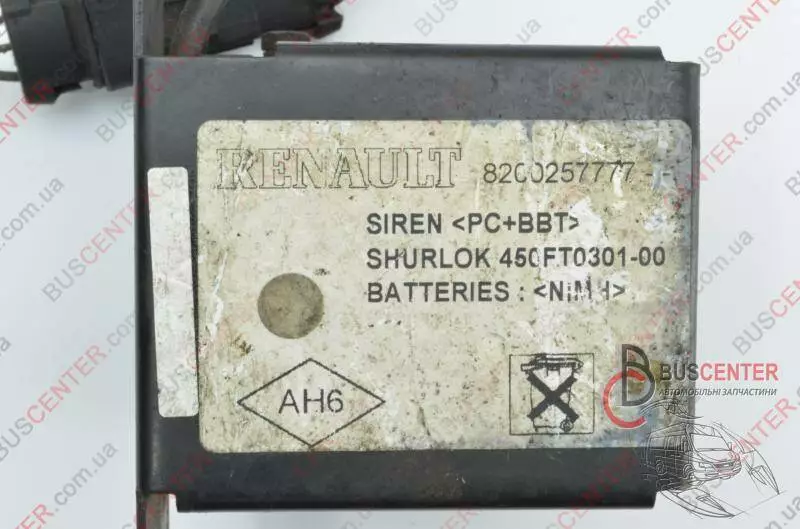 RENAULT 8200257777
SIREN <PC+BBT>
SHURLOK 450FT0301-00
BATTERIES : <NiMH>
AH6
BUSCENTER
АВТОМОБІЛЬНІ ЗАПЧАСТИНИ
BUSCENTER.com.ua